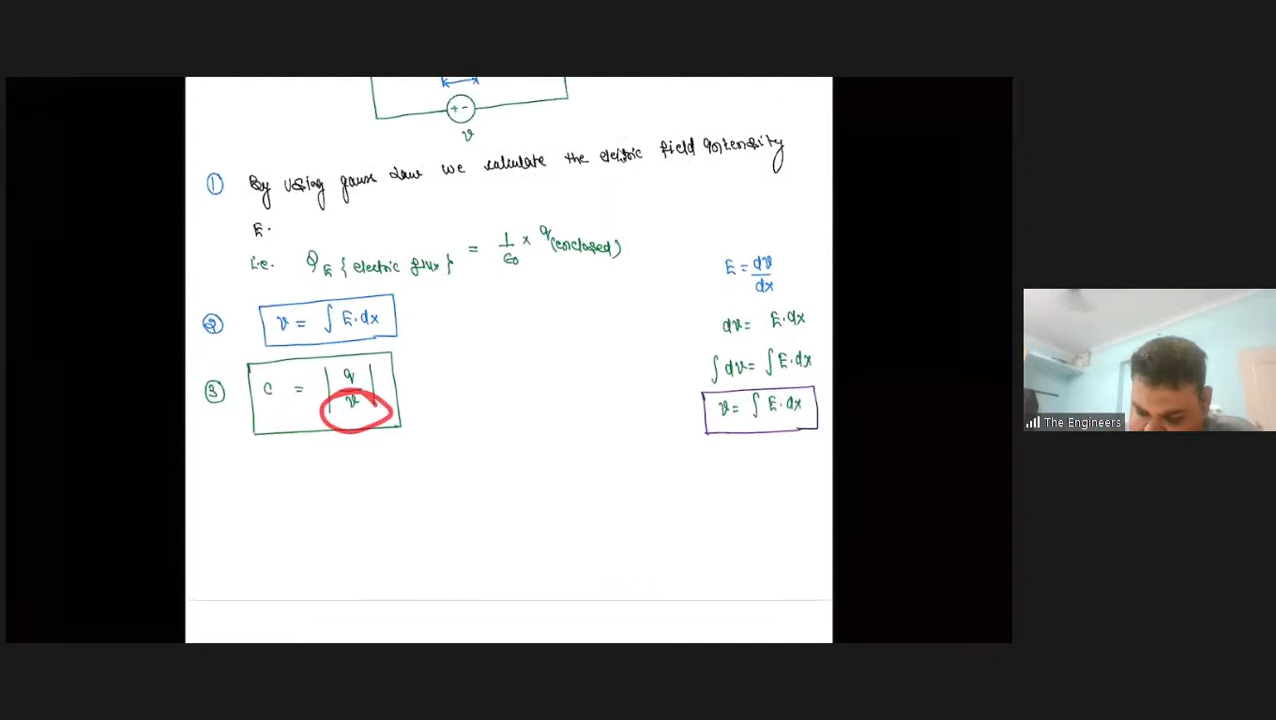 + -
v
① By using gauss law we calculate the electric field intensity
E.
i.e. Φ_E {electric flux} = 1/ε₀ × q(enclosed)
E = dv/dx
② v = ∫ E·dx
dv = E·dx
∫dv = ∫E·dx
③ c = |q/v|
v = ∫ E·dx
The Engineers